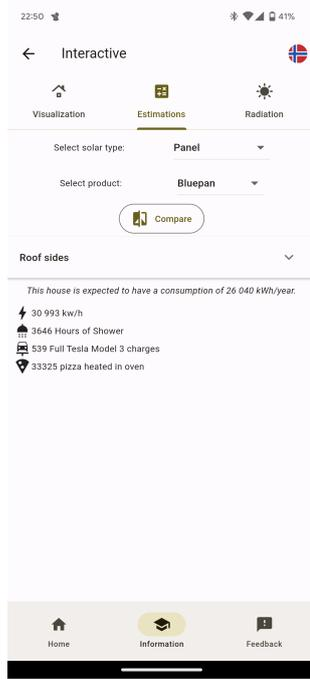 22:50
41%
Interactive
Visualization
Estimations
Radiation
Select solar type:
Panel
Select product:
Bluepan
Compare
Roof sides
This house is expected to have a consumption of 26 040 kWh/year.
30 993 kw/h
3646 Hours of Shower
539 Full Tesla Model 3 charges
33325 pizza heated in oven
Home
Information
Feedback